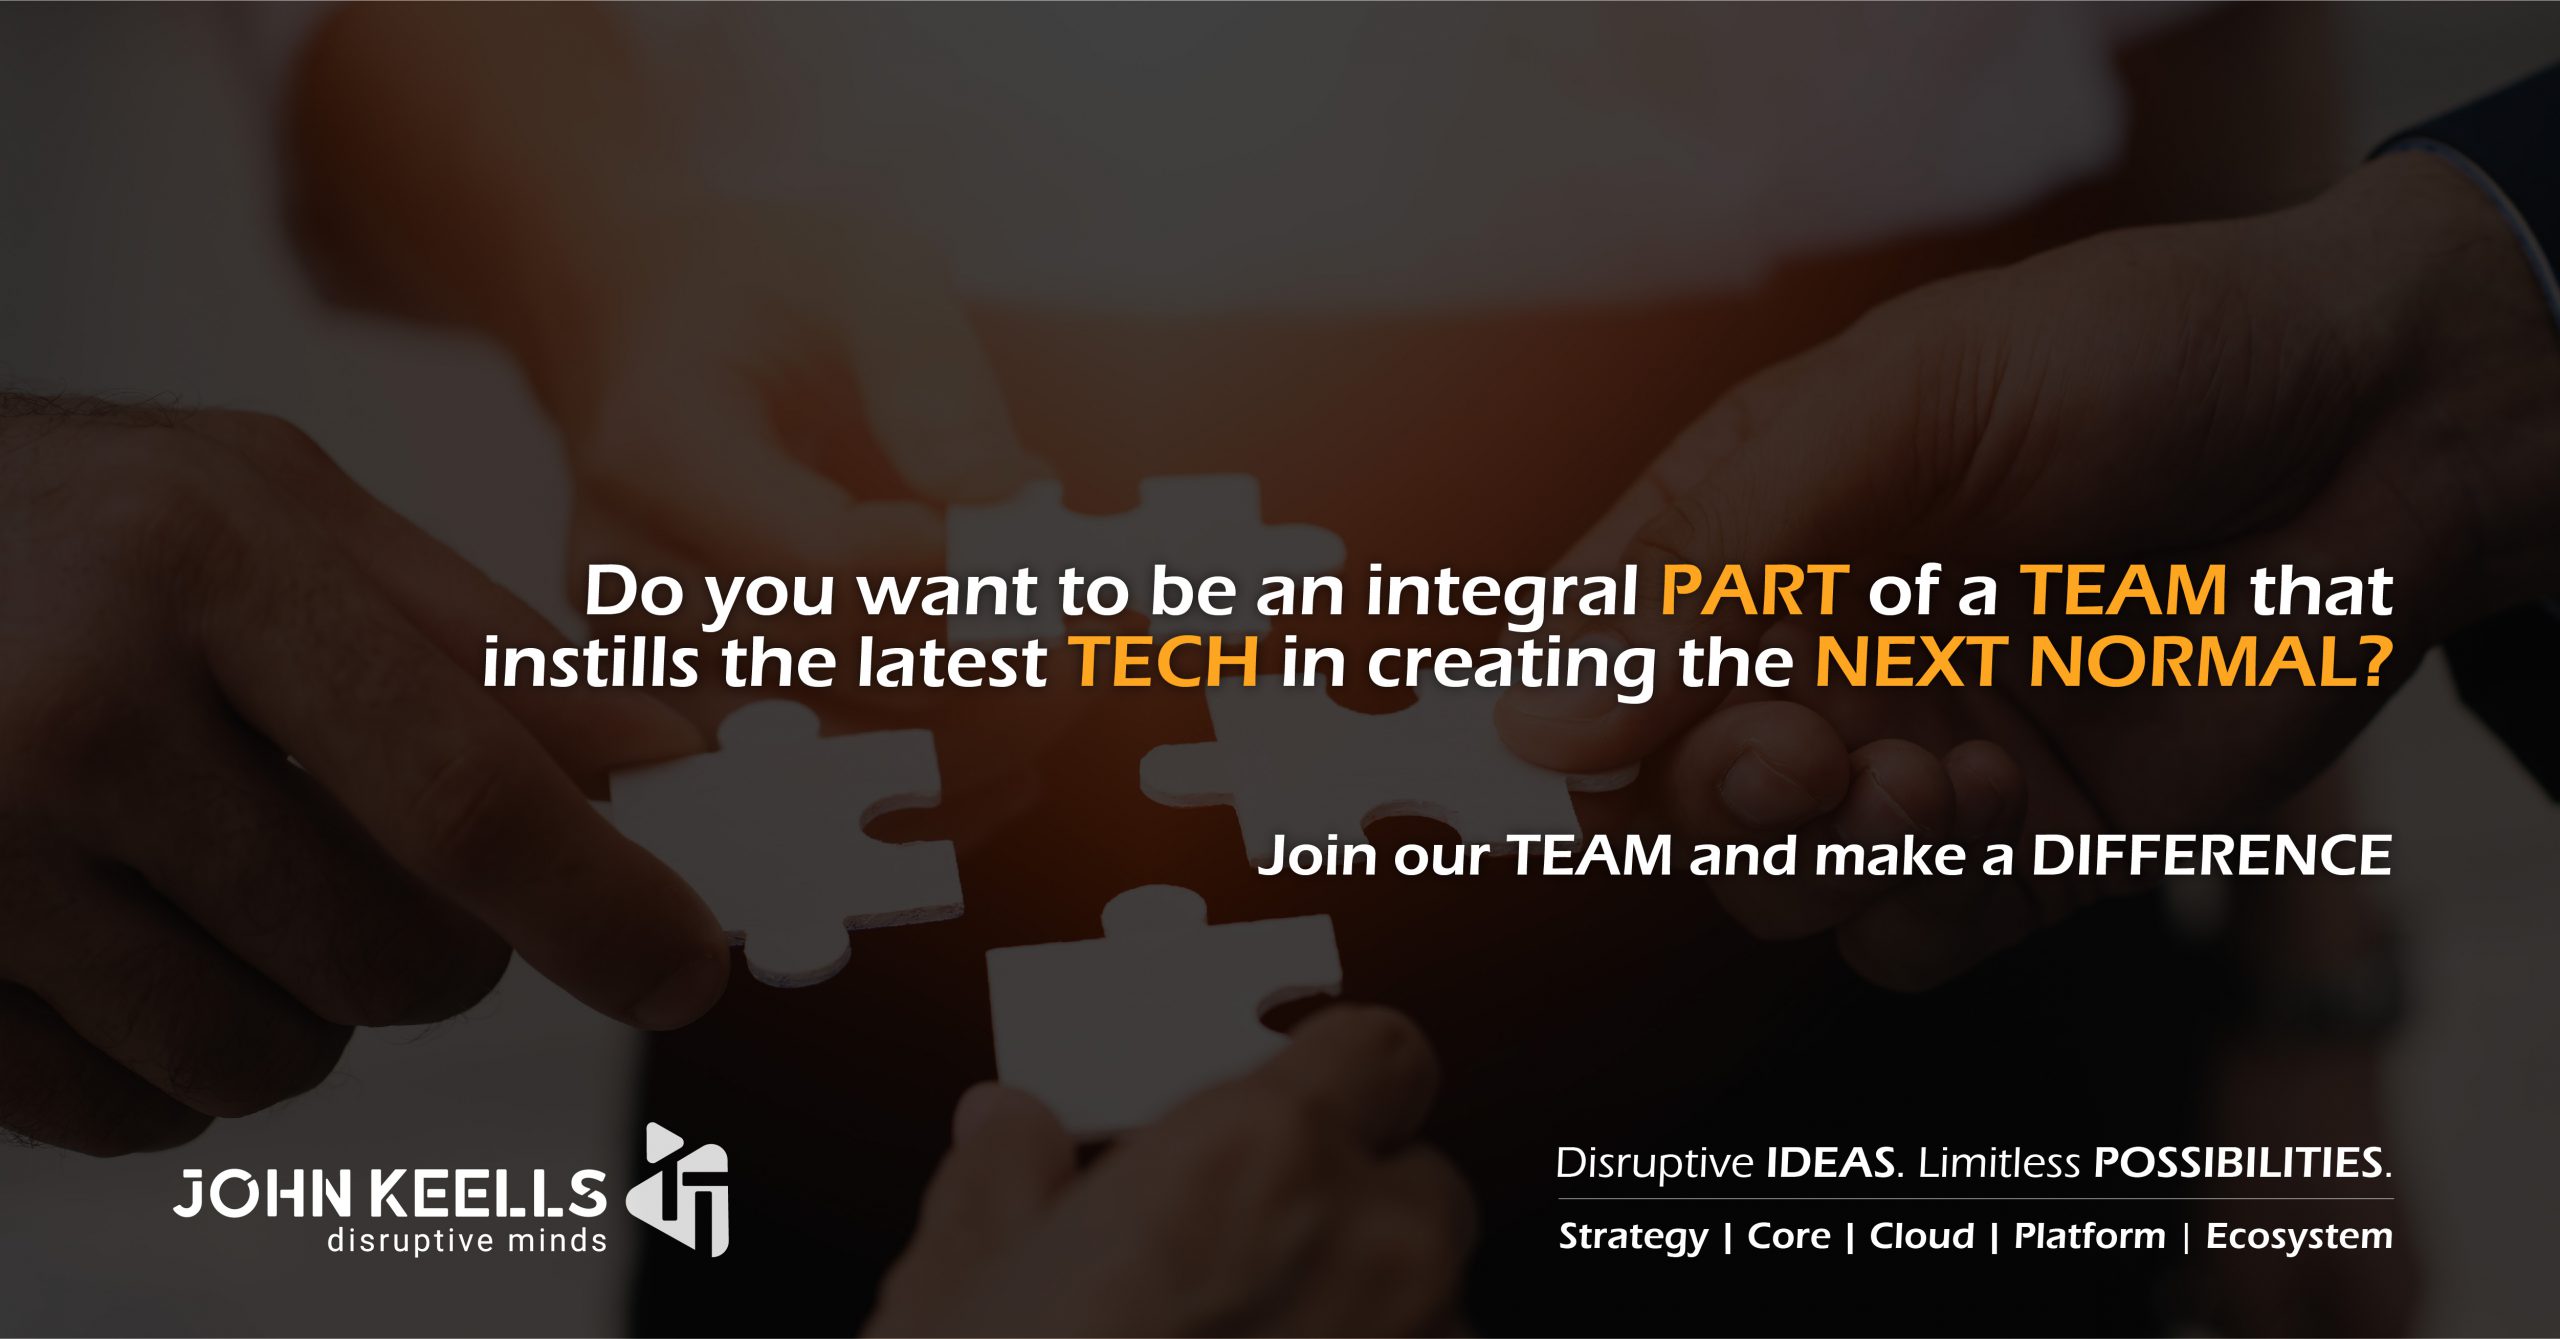 Do you want to be an integral PART of a TEAM that
instills the latest TECH in creating the NEXT NORMAL?
Join our TEAM and make a DIFFERENCE
JOHN KEELLS IT
disruptive minds
Disruptive IDEAS. Limitless POSSIBILITIES.
Strategy | Core | Cloud | Platform | Ecosystem